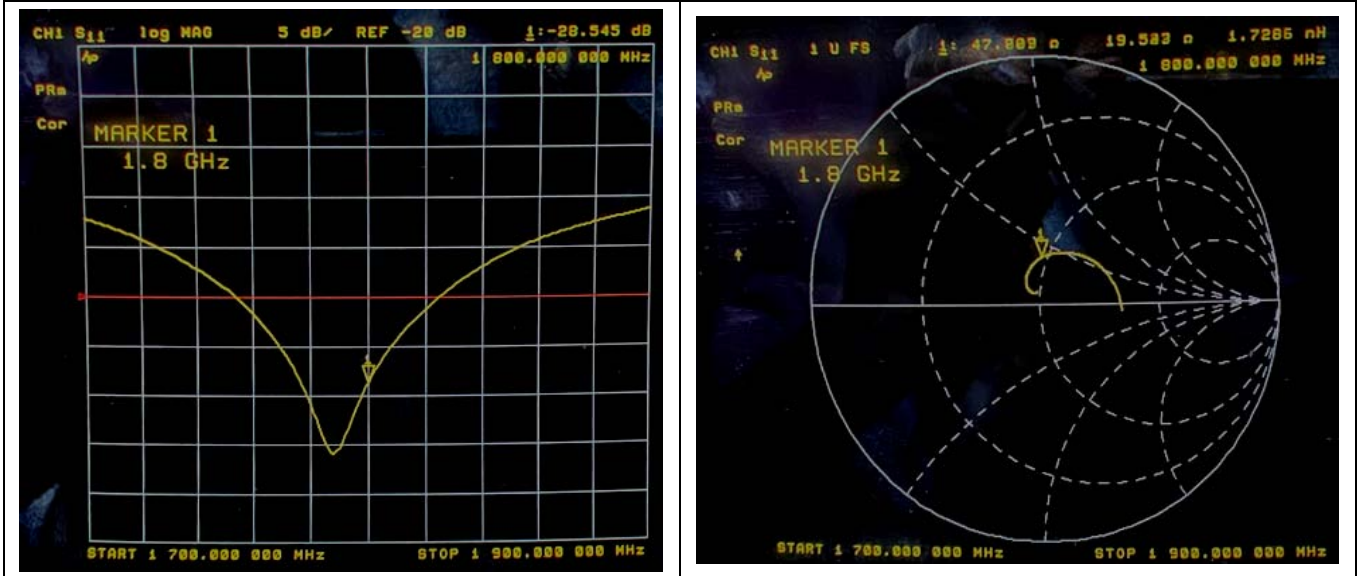 CH1 S11 log MAG 5 dB/ REF -20 dB 1:-28.545 dB
1 800.000 000 MHz
PRm
Cor
MARKER 1
1.8 GHz
1
START 1 700.000 000 MHz STOP 1 900.000 000 MHz
CH1 S11 1 U FS 1: 47.809 Ω 19.583 Ω 1.7286 nH
1 800.000 000 MHz
PRm
Cor
MARKER 1
1.8 GHz
1
START 1 700.000 000 MHz STOP 1 900.000 000 MHz